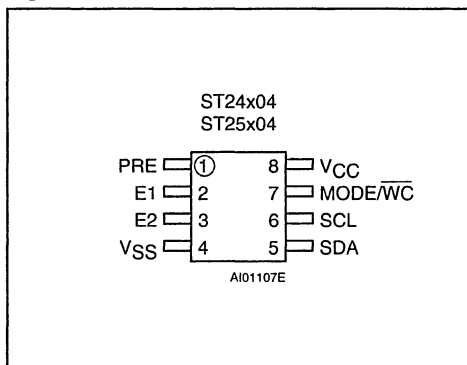 ST24x04
ST25x04
PRE 1 8 VCC
E1 2 7 MODE/W̅C̅
E2 3 6 SCL
VSS 4 5 SDA
AI01107E